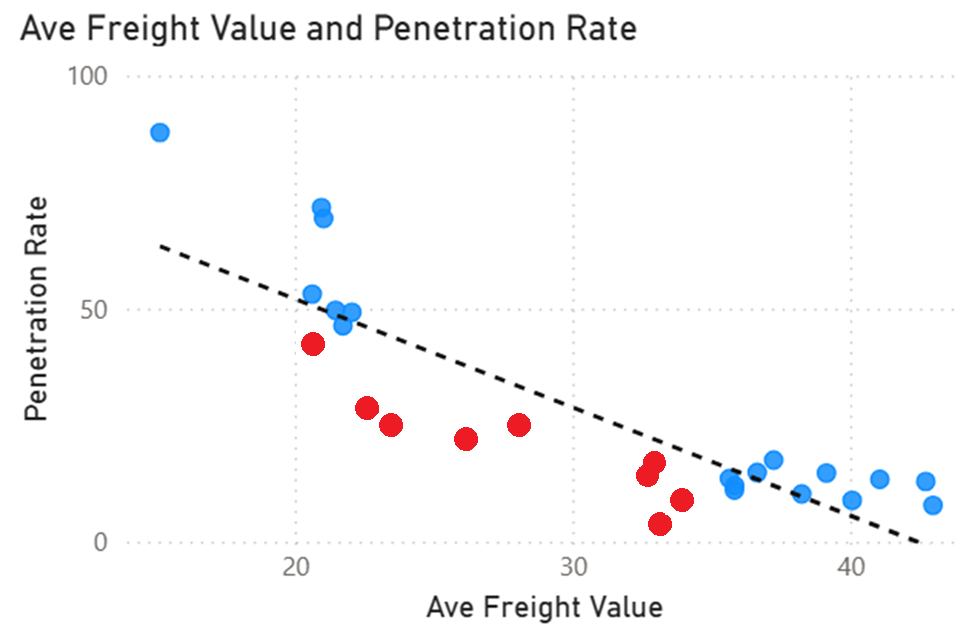 Ave Freight Value and Penetration Rate
100
50
0
Penetration Rate
20 30 40
Ave Freight Value